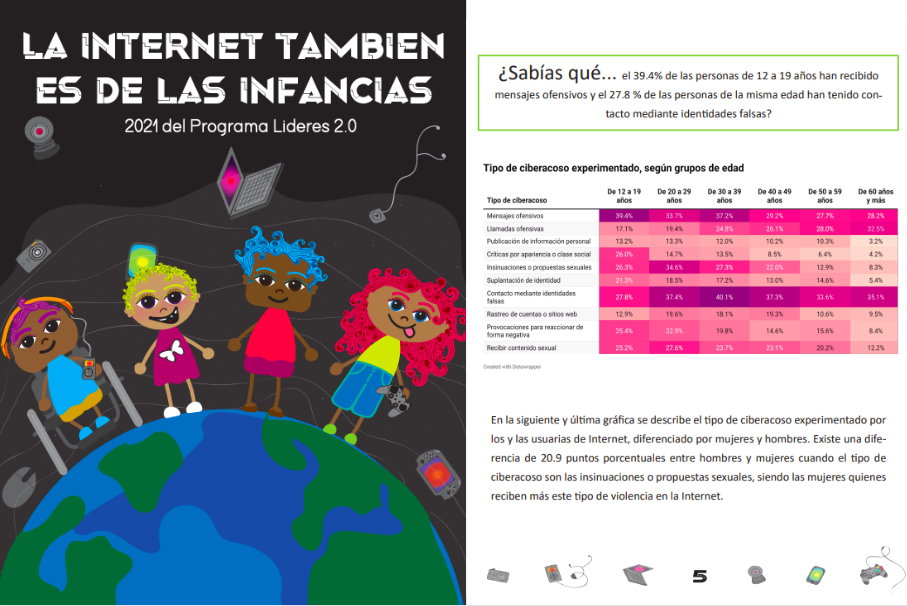 LA INTERNET TAMBIEN
ES DE LAS INFANCIAS
2021 del Programa Lideres 2.0
¿Sabías qué... el 39.4% de las personas de 12 a 19 años han recibido
mensajes ofensivos y el 27.8 % de las personas de la misma edad han tenido con-
tacto mediante identidades falsas?
Tipo de ciberacoso experimentado, según grupos de edad
Tipo de ciberacoso De 12 a 19 años De 20 a 29 años De 30 a 39 años De 40 a 49 años De 50 a 59 años De 60 años y más
Mensajes ofensivos 39.4% 33.7% 37.2% 29.2% 27.7% 28.2%
Llamadas ofensivas 17.1% 19.4% 24.8% 26.1% 28.0% 32.5%
Publicación de información personal 13.2% 13.3% 12.0% 10.2% 10.3% 3.2%
Críticas por apariencia o clase social 26.0% 14.7% 13.5% 8.5% 6.4% 4.2%
Insinuaciones o propuestas sexuales 26.3% 34.6% 27.3% 22.0% 12.9% 8.3%
Suplantación de identidad 21.3% 18.5% 17.2% 13.0% 14.6% 5.4%
Contacto mediante identidades falsas 27.8% 37.4% 40.1% 37.3% 33.6% 35.1%
Rastreo de cuentas o sitios web 12.9% 19.6% 18.1% 19.3% 10.6% 9.5%
Provocaciones para reaccionar de forma negativa 25.4% 22.9% 19.8% 14.6% 15.6% 8.4%
Recibir contenido sexual 25.2% 27.6% 23.7% 23.1% 20.2% 12.2%
Created with Datawrapper
En la siguiente y última gráfica se describe el tipo de ciberacoso experimentado por
los y las usuarias de Internet, diferenciado por mujeres y hombres. Existe una dife-
rencia de 20.9 puntos porcentuales entre hombres y mujeres cuando el tipo de
ciberacoso son las insinuaciones o propuestas sexuales, siendo las mujeres quienes
reciben más este tipo de violencia en la Internet.
5